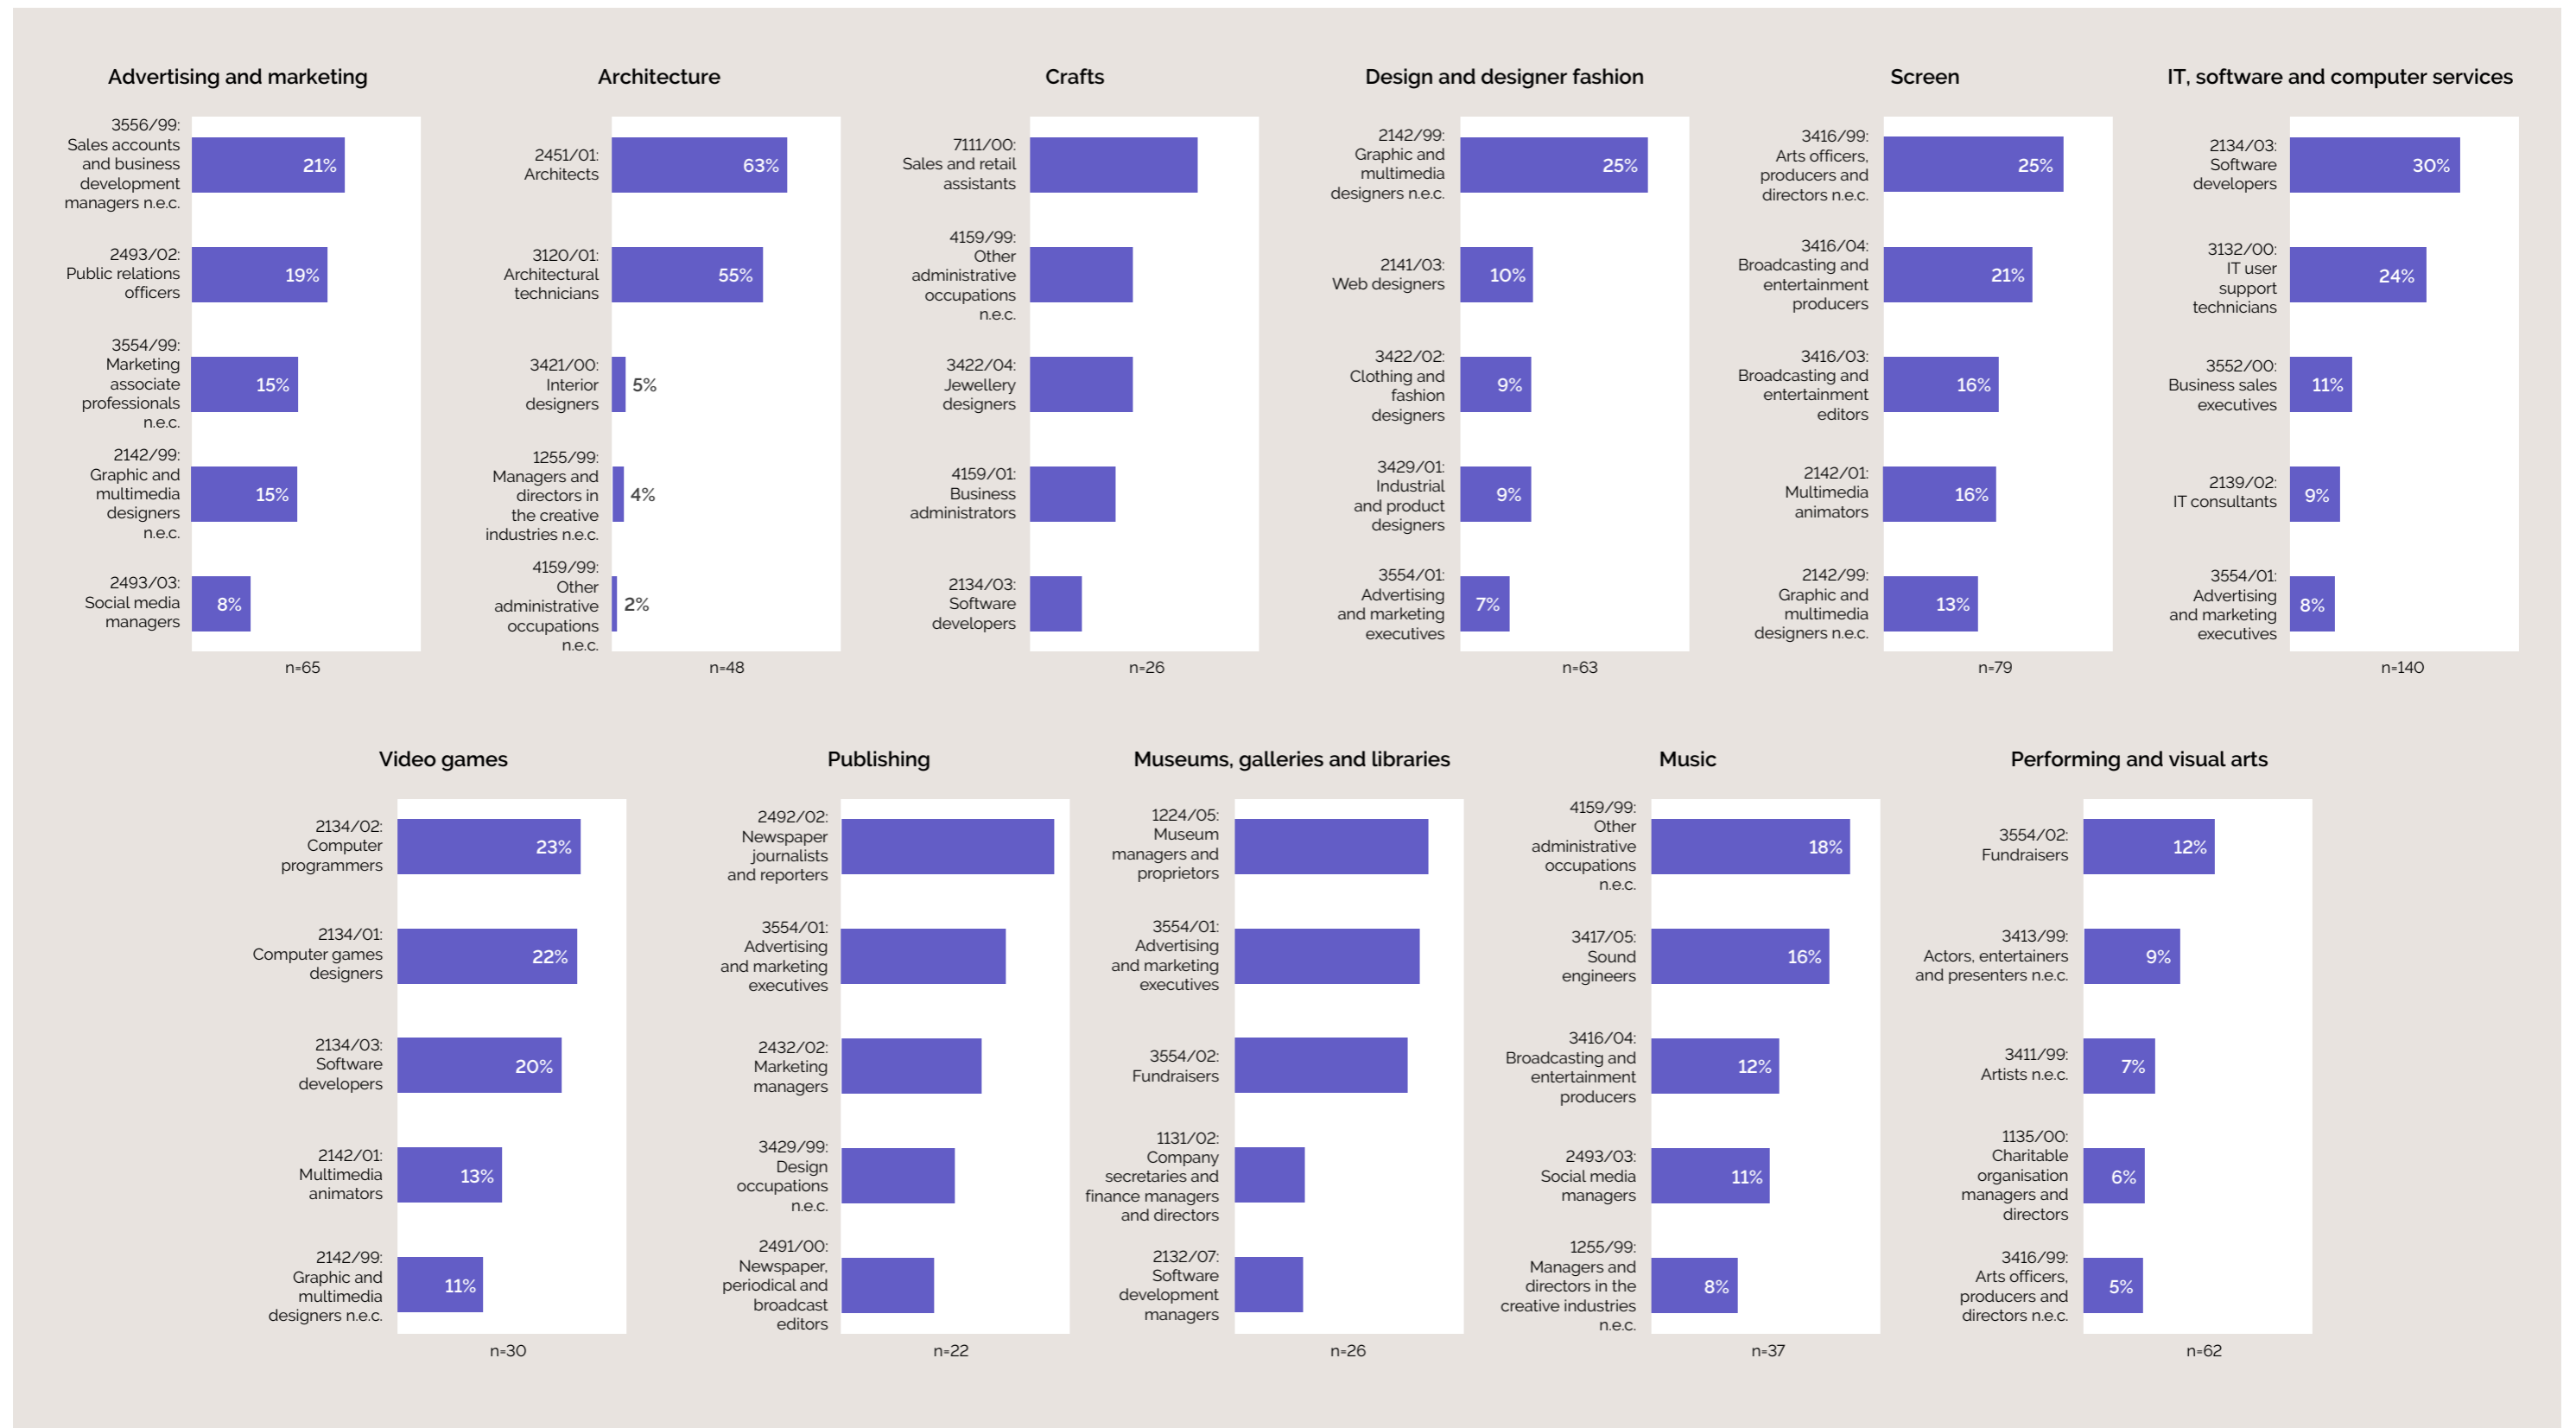 Advertising and marketing
3556/99:
Sales accounts
and business
development
managers n.e.c.
21%
2493/02:
Public relations
officers
19%
3554/99:
Marketing
associate
professionals
n.e.c.
15%
2142/99:
Graphic and
multimedia
designers
n.e.c.
15%
2493/03:
Social media
managers
8%
n=65
Architecture
2451/01:
Architects
63%
3120/01:
Architectural
technicians
55%
3421/00:
Interior
designers
5%
1255/99:
Managers and
directors in
the creative
industries n.e.c.
4%
4159/99:
Other
administrative
occupations
n.e.c.
2%
n=48
Crafts
7111/00:
Sales and retail
assistants
4159/99:
Other
administrative
occupations
n.e.c.
3422/04:
Jewellery
designers
4159/01:
Business
administrators
2134/03:
Software
developers
n=26
Design and designer fashion
2142/99:
Graphic and
multimedia
designers n.e.c.
25%
2141/03:
Web designers
10%
3422/02:
Clothing and
fashion
designers
9%
3429/01:
Industrial
and product
designers
9%
3554/01:
Advertising
and marketing
executives
7%
n=63
Screen
3416/99:
Arts officers,
producers and
directors n.e.c.
25%
3416/04:
Broadcasting and
entertainment
producers
21%
3416/03:
Broadcasting and
entertainment
editors
16%
2142/01:
Multimedia
animators
16%
2142/99:
Graphic and
multimedia
designers n.e.c.
13%
n=79
IT, software and computer services
2134/03:
Software
developers
30%
3132/00:
IT user
support
technicians
24%
3552/00:
Business sales
executives
11%
2139/02:
IT consultants
9%
3554/01:
Advertising
and marketing
executives
8%
n=140
Video games
2134/02:
Computer
programmers
23%
2134/01:
Computer games
designers
22%
2134/03:
Software
developers
20%
2142/01:
Multimedia
animators
13%
2142/99:
Graphic and
multimedia
designers n.e.c.
11%
n=30
Publishing
2492/02:
Newspaper
journalists
and reporters
3554/01:
Advertising
and marketing
executives
2432/02:
Marketing
managers
3429/99:
Design
occupations
n.e.c.
2491/00:
Newspaper,
periodical and
broadcast
editors
n=22
Museums, galleries and libraries
1224/05:
Museum
managers and
proprietors
3554/01:
Advertising
and marketing
executives
3554/02:
Fundraisers
1131/02:
Company
secretaries and
finance managers
and directors
2132/07:
Software
development
managers
n=26
Music
4159/99:
Other
administrative
occupations
n.e.c.
18%
3417/05:
Sound
engineers
16%
3416/04:
Broadcasting and
entertainment
producers
12%
2493/03:
Social media
managers
11%
1255/99:
Managers and
directors in the
creative industries
n.e.c.
8%
n=37
Performing and visual arts
3554/02:
Fundraisers
12%
3413/99:
Actors, entertainers
and presenters n.e.c.
9%
3411/99:
Artists n.e.c.
7%
1135/00:
Charitable
organisation
managers and
directors
6%
3416/99:
Arts officers,
producers and
directors n.e.c.
5%
n=62